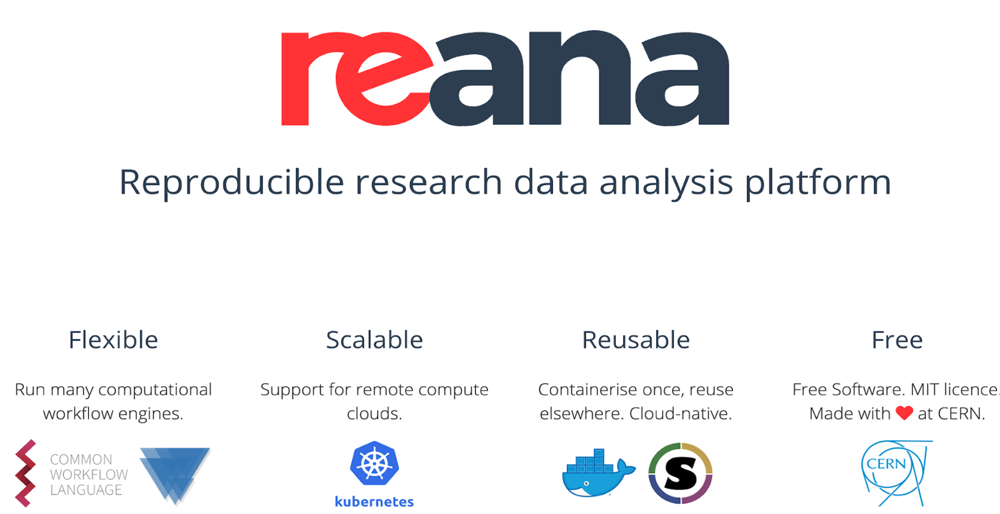 reana
Reproducible research data analysis platform
Flexible
Run many computational
workflow engines.
COMMON
WORKFLOW
LANGUAGE
Scalable
Support for remote compute
clouds.
kubernetes
Reusable
Containerise once, reuse
elsewhere. Cloud-native.
S
Free
Free Software. MIT licence.
Made with ❤ at CERN.
CERN